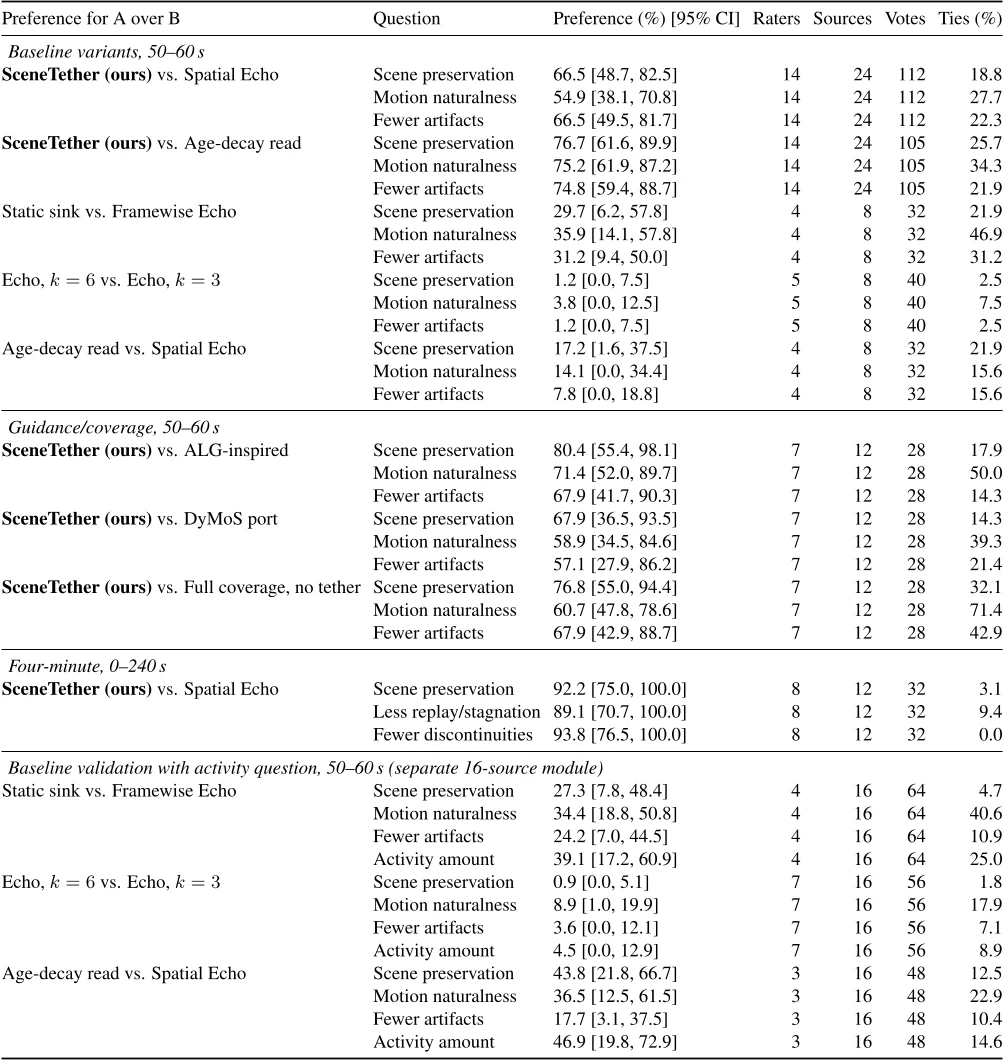 Preference for A over B Question Preference (%) [95% CI] Raters Sources Votes Ties (%)
Baseline variants, 50–60 s
SceneTether (ours) vs. Spatial Echo Scene preservation 66.5 [48.7, 82.5] 14 24 112 18.8
Motion naturalness 54.9 [38.1, 70.8] 14 24 112 27.7
Fewer artifacts 66.5 [49.5, 81.7] 14 24 112 22.3
SceneTether (ours) vs. Age-decay read Scene preservation 76.7 [61.6, 89.9] 14 24 105 25.7
Motion naturalness 75.2 [61.9, 87.2] 14 24 105 34.3
Fewer artifacts 74.8 [59.4, 88.7] 14 24 105 21.9
Static sink vs. Framewise Echo Scene preservation 29.7 [6.2, 57.8] 4 8 32 21.9
Motion naturalness 35.9 [14.1, 57.8] 4 8 32 46.9
Fewer artifacts 31.2 [9.4, 50.0] 4 8 32 31.2
Echo, k = 6 vs. Echo, k = 3 Scene preservation 1.2 [0.0, 7.5] 5 8 40 2.5
Motion naturalness 3.8 [0.0, 12.5] 5 8 40 7.5
Fewer artifacts 1.2 [0.0, 7.5] 5 8 40 2.5
Age-decay read vs. Spatial Echo Scene preservation 17.2 [1.6, 37.5] 4 8 32 21.9
Motion naturalness 14.1 [0.0, 34.4] 4 8 32 15.6
Fewer artifacts 7.8 [0.0, 18.8] 4 8 32 15.6
Guidance/coverage, 50–60 s
SceneTether (ours) vs. ALG-inspired Scene preservation 80.4 [55.4, 98.1] 7 12 28 17.9
Motion naturalness 71.4 [52.0, 89.7] 7 12 28 50.0
Fewer artifacts 67.9 [41.7, 90.3] 7 12 28 14.3
SceneTether (ours) vs. DyMoS port Scene preservation 67.9 [36.5, 93.5] 7 12 28 14.3
Motion naturalness 58.9 [34.5, 84.6] 7 12 28 39.3
Fewer artifacts 57.1 [27.9, 86.2] 7 12 28 21.4
SceneTether (ours) vs. Full coverage, no tether Scene preservation 76.8 [55.0, 94.4] 7 12 28 32.1
Motion naturalness 60.7 [47.8, 78.6] 7 12 28 71.4
Fewer artifacts 67.9 [42.9, 88.7] 7 12 28 42.9
Four-minute, 0–240 s
SceneTether (ours) vs. Spatial Echo Scene preservation 92.2 [75.0, 100.0] 8 12 32 3.1
Less replay/stagnation 89.1 [70.7, 100.0] 8 12 32 9.4
Fewer discontinuities 93.8 [76.5, 100.0] 8 12 32 0.0
Baseline validation with activity question, 50–60 s (separate 16-source module)
Static sink vs. Framewise Echo Scene preservation 27.3 [7.8, 48.4] 4 16 64 4.7
Motion naturalness 34.4 [18.8, 50.8] 4 16 64 40.6
Fewer artifacts 24.2 [7.0, 44.5] 4 16 64 10.9
Activity amount 39.1 [17.2, 60.9] 4 16 64 25.0
Echo, k = 6 vs. Echo, k = 3 Scene preservation 0.9 [0.0, 5.1] 7 16 56 1.8
Motion naturalness 8.9 [1.0, 19.9] 7 16 56 17.9
Fewer artifacts 3.6 [0.0, 12.1] 7 16 56 7.1
Activity amount 4.5 [0.0, 12.9] 7 16 56 8.9
Age-decay read vs. Spatial Echo Scene preservation 43.8 [21.8, 66.7] 3 16 48 12.5
Motion naturalness 36.5 [12.5, 61.5] 3 16 48 22.9
Fewer artifacts 17.7 [3.1, 37.5] 3 16 48 10.4
Activity amount 46.9 [19.8, 72.9] 3 16 48 14.6